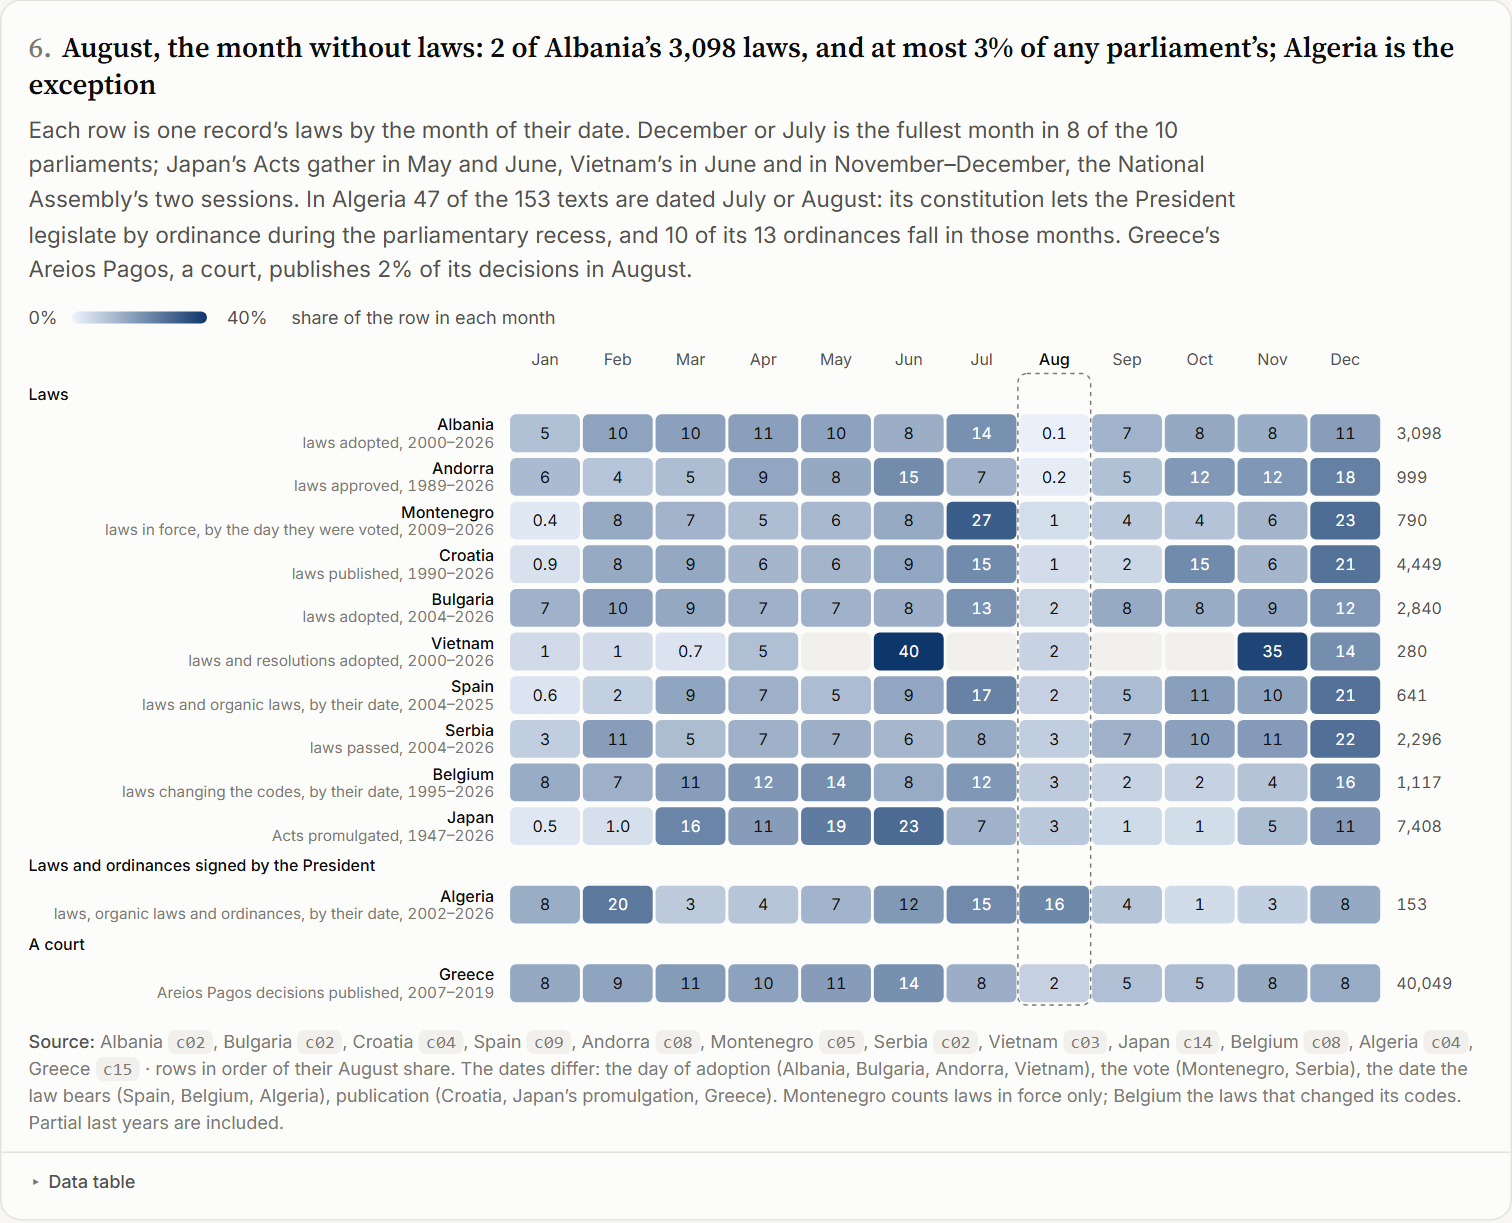 6. August, the month without laws: 2 of Albania’s 3,098 laws, and at most 3% of any parliament’s; Algeria is the
exception
Each row is one record’s laws by the month of their date. December or July is the fullest month in 8 of the 10
parliaments; Japan’s Acts gather in May and June, Vietnam’s in June and in November–December, the National
Assembly’s two sessions. In Algeria 47 of the 153 texts are dated July or August: its constitution lets the President
legislate by ordinance during the parliamentary recess, and 10 of its 13 ordinances fall in those months. Greece’s
Areios Pagos, a court, publishes 2% of its decisions in August.
0% 40% share of the row in each month
Jan Feb Mar Apr May Jun Jul Aug Sep Oct Nov Dec
Laws
Albania
laws adopted, 2000–2026
5 10 10 11 10 8 14 0.1 7 8 8 11 3,098
Andorra
laws approved, 1989–2026
6 4 5 9 8 15 7 0.2 5 12 12 18 999
Montenegro
laws in force, by the day they were voted, 2009–2026
0.4 8 7 5 6 8 27 1 4 4 6 23 790
Croatia
laws published, 1990–2026
0.9 8 9 6 6 9 15 1 2 15 6 21 4,449
Bulgaria
laws adopted, 2004–2026
7 10 9 7 7 8 13 2 8 8 9 12 2,840
Vietnam
laws and resolutions adopted, 2000–2026
1 1 0.7 5 40 2 35 14 280
Spain
laws and organic laws, by their date, 2004–2025
0.6 2 9 7 5 9 17 2 5 11 10 21 641
Serbia
laws passed, 2004–2026
3 11 5 7 7 6 8 3 7 10 11 22 2,296
Belgium
laws changing the codes, by their date, 1995–2026
8 7 11 12 14 8 12 3 2 2 4 16 1,117
Japan
Acts promulgated, 1947–2026
0.5 1.0 16 11 19 23 7 3 1 1 5 11 7,408
Laws and ordinances signed by the President
Algeria
laws, organic laws and ordinances, by their date, 2002–2026
8 20 3 4 7 12 15 16 4 1 3 8 153
A court
Greece
Areios Pagos decisions published, 2007–2019
8 9 11 10 11 14 8 2 5 5 8 8 40,049
Source: Albania c02 , Bulgaria c02 , Croatia c04 , Spain c09 , Andorra c08 , Montenegro c05 , Serbia c02 , Vietnam c03 , Japan c14 , Belgium c08 , Algeria c04 ,
Greece c15 · rows in order of their August share. The dates differ: the day of adoption (Albania, Bulgaria, Andorra, Vietnam), the vote (Montenegro, Serbia), the date the
law bears (Spain, Belgium, Algeria), publication (Croatia, Japan’s promulgation, Greece). Montenegro counts laws in force only; Belgium the laws that changed its codes.
Partial last years are included.
▸ Data table